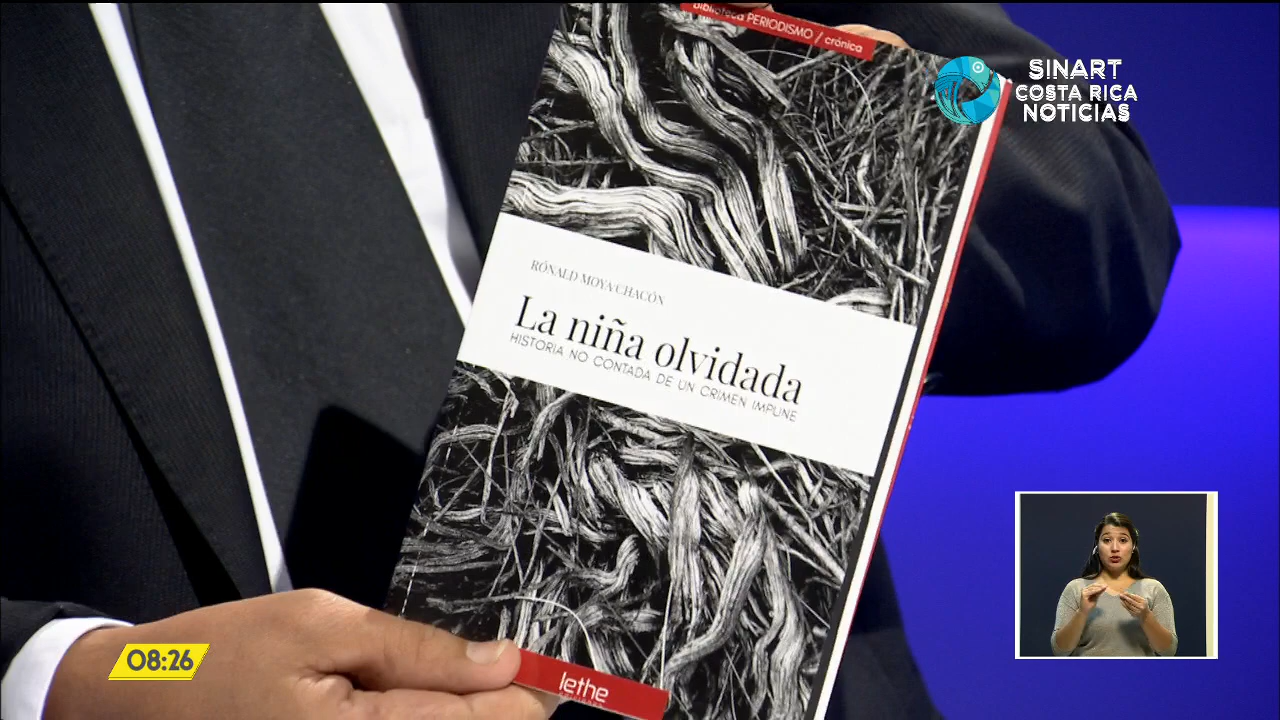 Biblioteca PERIODISMO / crónica
SINART
COSTA RICA
NOTICIAS
RÓNALD MOYA CHACÓN
La niña olvidada
HISTORIA NO CONTADA DE UN CRIMEN IMPUNE
08:26
lethe